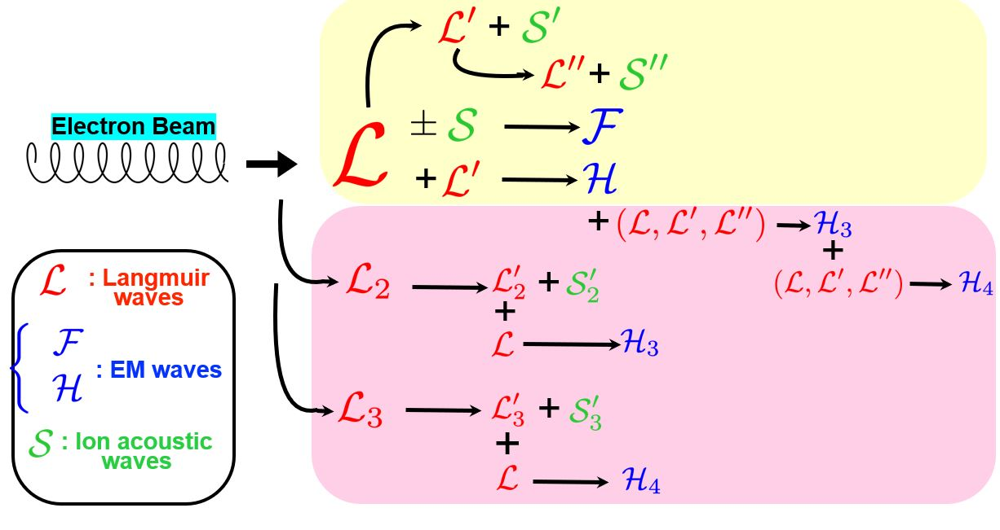 ℒ′ + 𝒮′
ℒ″ + 𝒮″
Electron Beam
ℒ ± 𝒮 → ℱ
+ ℒ′ → ℋ
+ (ℒ, ℒ′, ℒ″) → ℋ₃
+
(ℒ, ℒ′, ℒ″) → ℋ₄
ℒ₂ → ℒ′₂ + 𝒮′₂
+
ℒ → ℋ₃
ℒ₃ → ℒ′₃ + 𝒮′₃
+
ℒ → ℋ₄
ℒ : Langmuir
waves
ℱ
ℋ : EM waves
𝒮 : Ion acoustic
waves